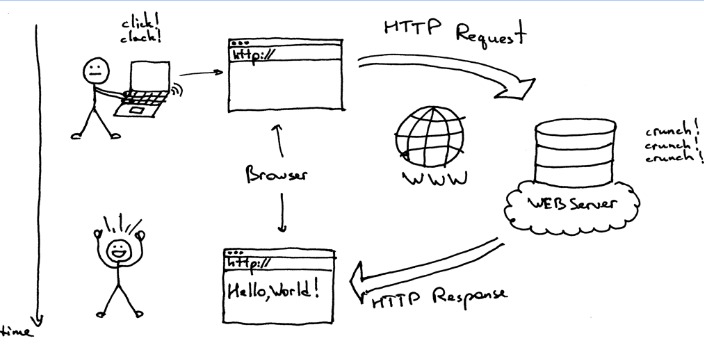 click!
clack!
http://
HTTP Request
crunch!
crunch!
crunch!
WWW
Browser
WEB Server
http://
Hello, World!
HTTP Response
time